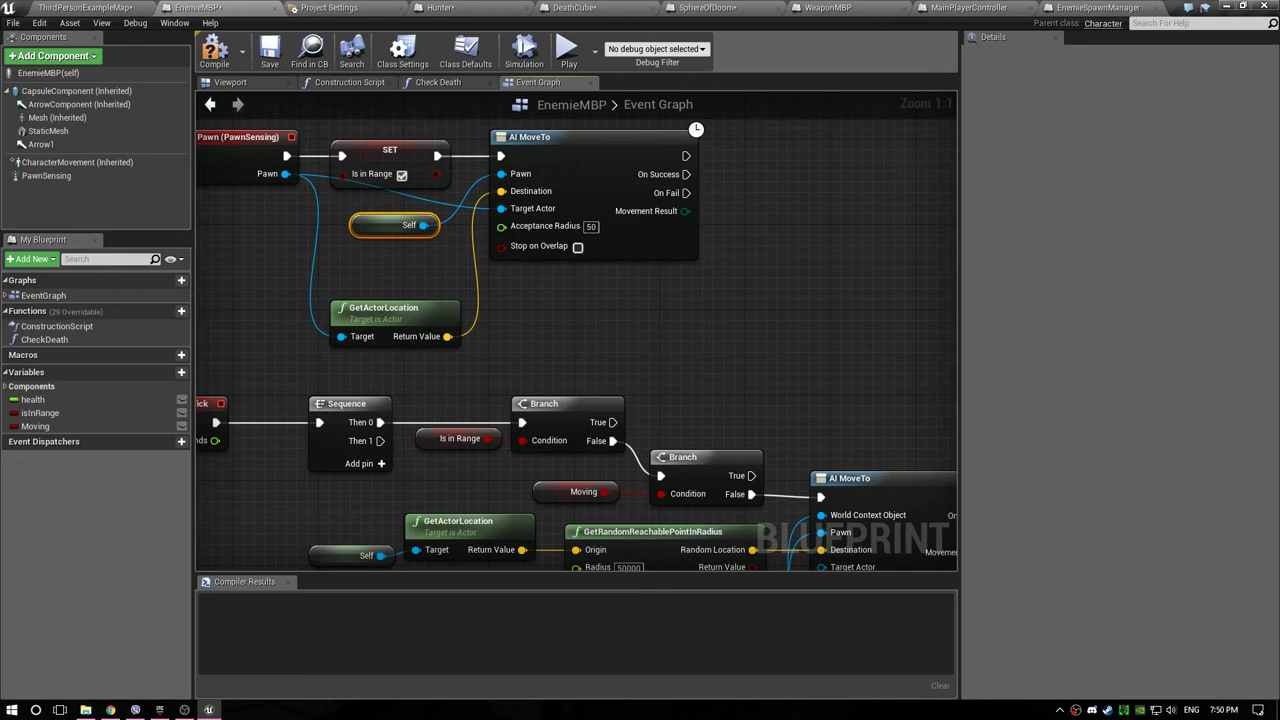 ThirdPersonExampleMap*
EnemieMBP*
Project Settings
Hunter*
DeathCube*
SphereOfDoom*
WeaponMBP
MainPlayerController
EnemieSpawnManager
File
Edit
Asset
View
Debug
Window
Help
Parent class:
Character
Search For Help
Components
Add Component
EnemieMBP(self)
CapsuleComponent (Inherited)
ArrowComponent (Inherited)
Mesh (Inherited)
StaticMesh
Arrow1
CharacterMovement (Inherited)
PawnSensing
My Blueprint
Add New
Search
Graphs
EventGraph
Functions (29 Overridable)
ConstructionScript
CheckDeath
Macros
Variables
Components
health
isInRange
Moving
Event Dispatchers
Compile
Save
Find in CB
Search
Class Settings
Class Defaults
Simulation
Play
No debug object selected
Debug Filter
Viewport
Construction Script
Check Death
Event Graph
EnemieMBP > Event Graph
Zoom 1:1
Pawn (PawnSensing)
Pawn
SET
Is in Range
Self
AI MoveTo
Pawn
On Success
Destination
On Fail
Target Actor
Movement Result
Acceptance Radius 50
Stop on Overlap
GetActorLocation
Target is Actor
Target
Return Value
ick
nds
Sequence
Then 0
Then 1
Add pin +
Is in Range
Branch
True
Condition
False
Moving
Branch
True
Condition
False
AI MoveTo
World Context Object
On
Pawn
Destination
Movemen
Target Actor
GetActorLocation
Target is Actor
Self
Target
Return Value
GetRandomReachablePointInRadius
Origin
Random Location
Radius 50000
Return Value
BLUEPRINT
Compiler Results
Clear
Details
ENG
7:50 PM